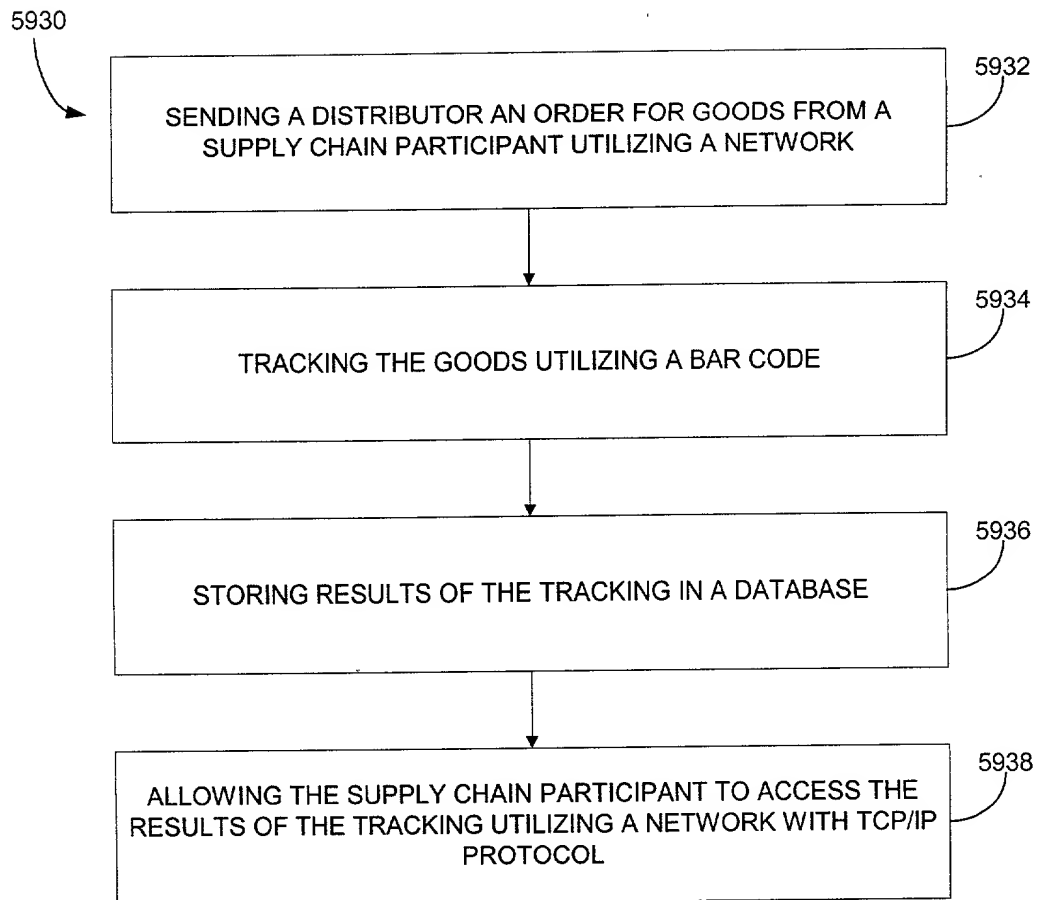 5930
5932
SENDING A DISTRIBUTOR AN ORDER FOR GOODS FROM A
SUPPLY CHAIN PARTICIPANT UTILIZING A NETWORK
5934
TRACKING THE GOODS UTILIZING A BAR CODE
5936
STORING RESULTS OF THE TRACKING IN A DATABASE
5938
ALLOWING THE SUPPLY CHAIN PARTICIPANT TO ACCESS THE
RESULTS OF THE TRACKING UTILIZING A NETWORK WITH TCP/IP
PROTOCOL